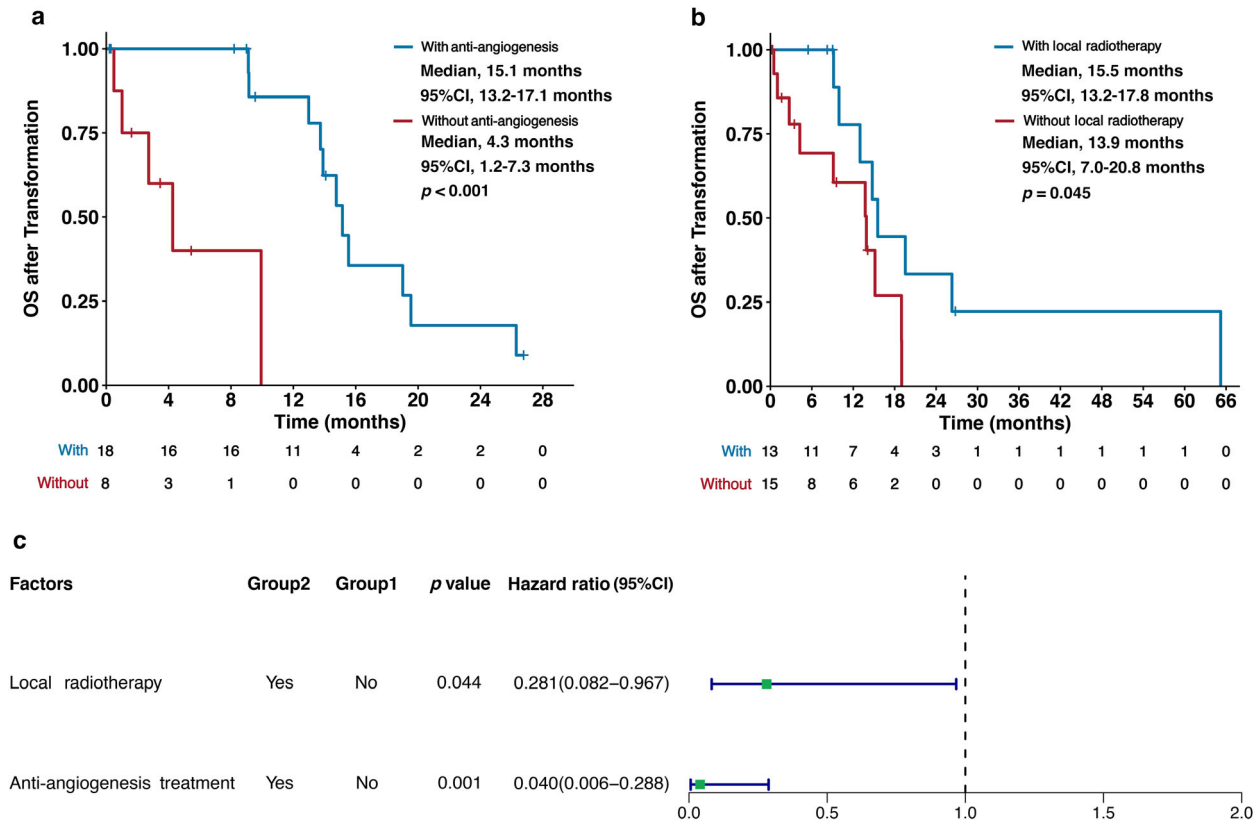 a
OS after Transformation
1.00
0.75
0.50
0.25
0.00
With anti-angiogenesis
Median, 15.1 months
95%CI, 13.2-17.1 months
Without anti-angiogenesis
Median, 4.3 months
95%CI, 1.2-7.3 months
p < 0.001
0 4 8 12 16 20 24 28
Time (months)
With 18 16 16 11 4 2 2 0
Without 8 3 1 0 0 0 0 0
b
OS after Transformation
1.00
0.75
0.50
0.25
0.00
With local radiotherapy
Median, 15.5 months
95%CI, 13.2-17.8 months
Without local radiotherapy
Median, 13.9 months
95%CI, 7.0-20.8 months
p = 0.045
0 6 12 18 24 30 36 42 48 54 60 66
Time (months)
With 13 11 7 4 3 1 1 1 1 1 1 0
Without 15 8 6 2 0 0 0 0 0 0 0 0
c
Factors Group2 Group1 p value Hazard ratio (95%CI)
Local radiotherapy Yes No 0.044 0.281(0.082–0.967)
Anti-angiogenesis treatment Yes No 0.001 0.040(0.006–0.288)
0.0 0.5 1.0 1.5 2.0